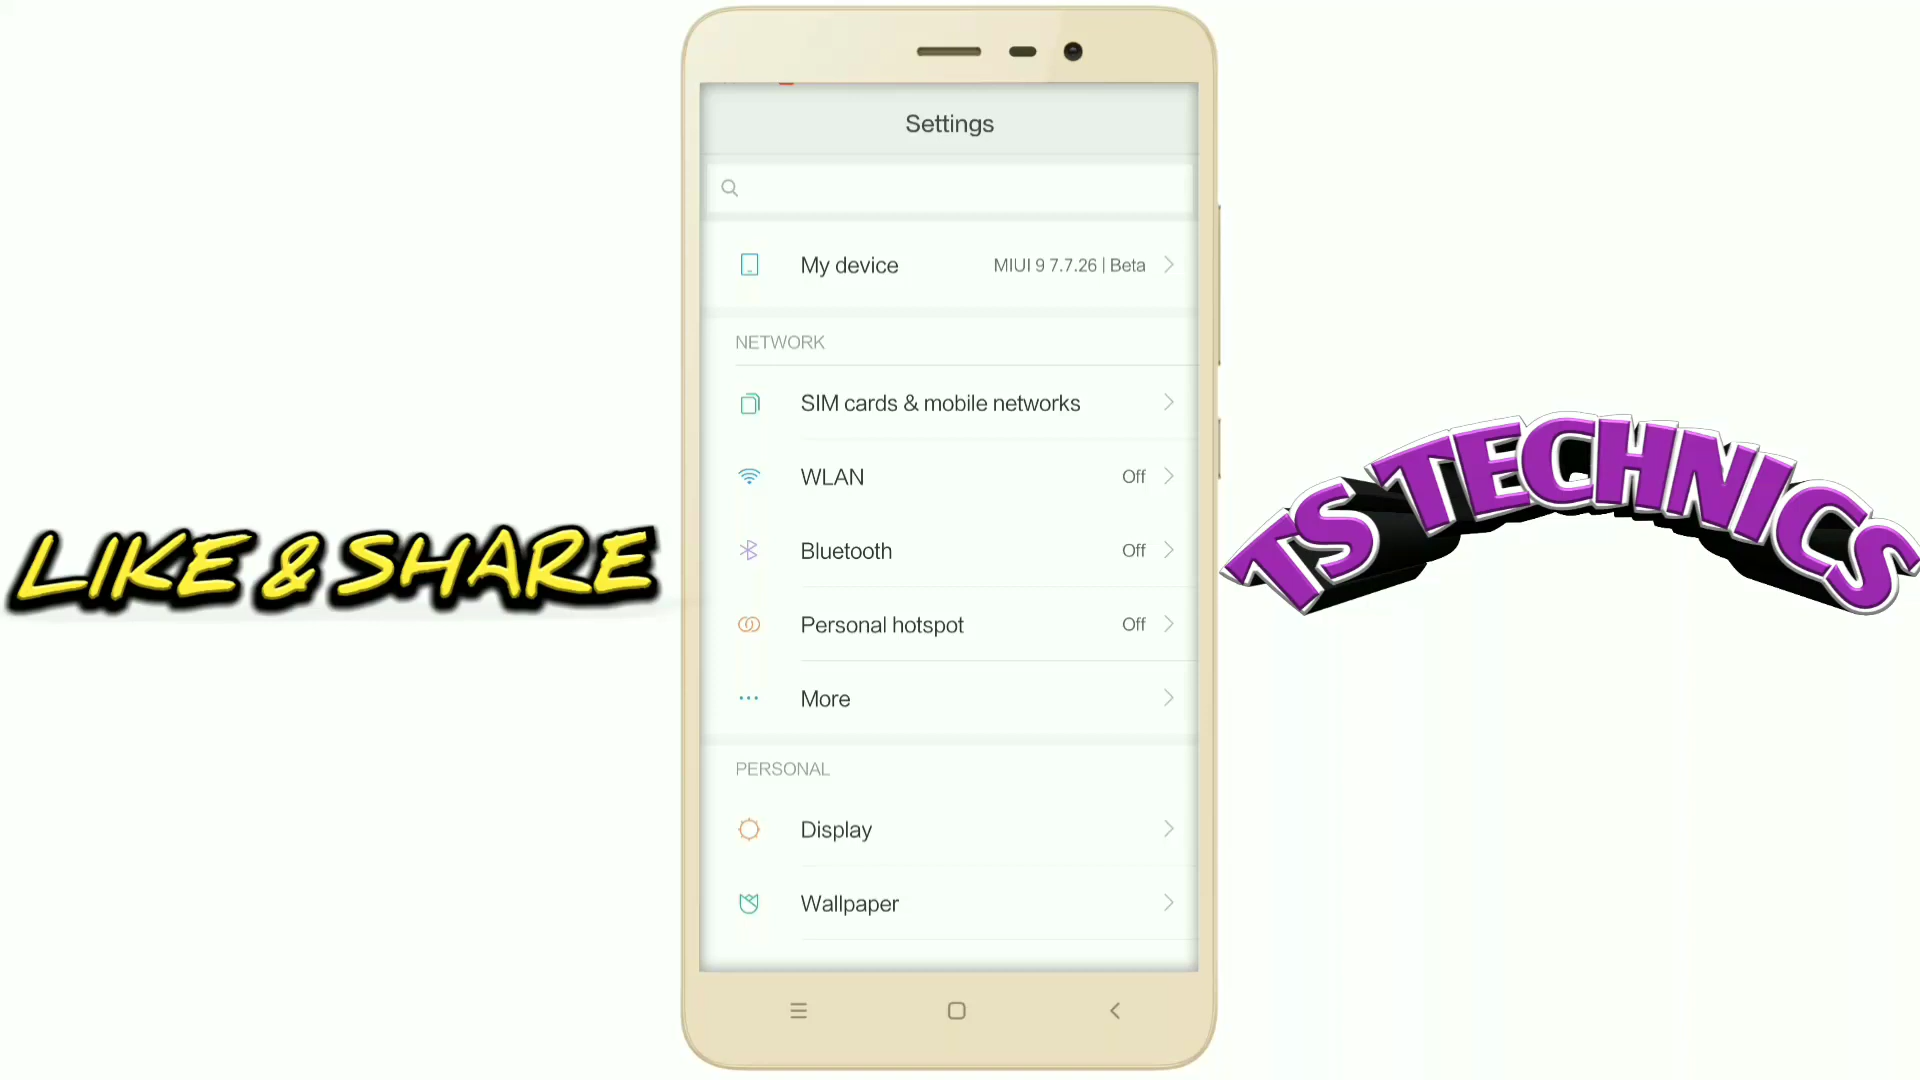 Settings
My device MIUI 9 7.7.26 | Beta
NETWORK
SIM cards & mobile networks
WLAN Off
Bluetooth Off
Personal hotspot Off
More
PERSONAL
Display
Wallpaper
LIKE & SHARE
TS TECHNICS